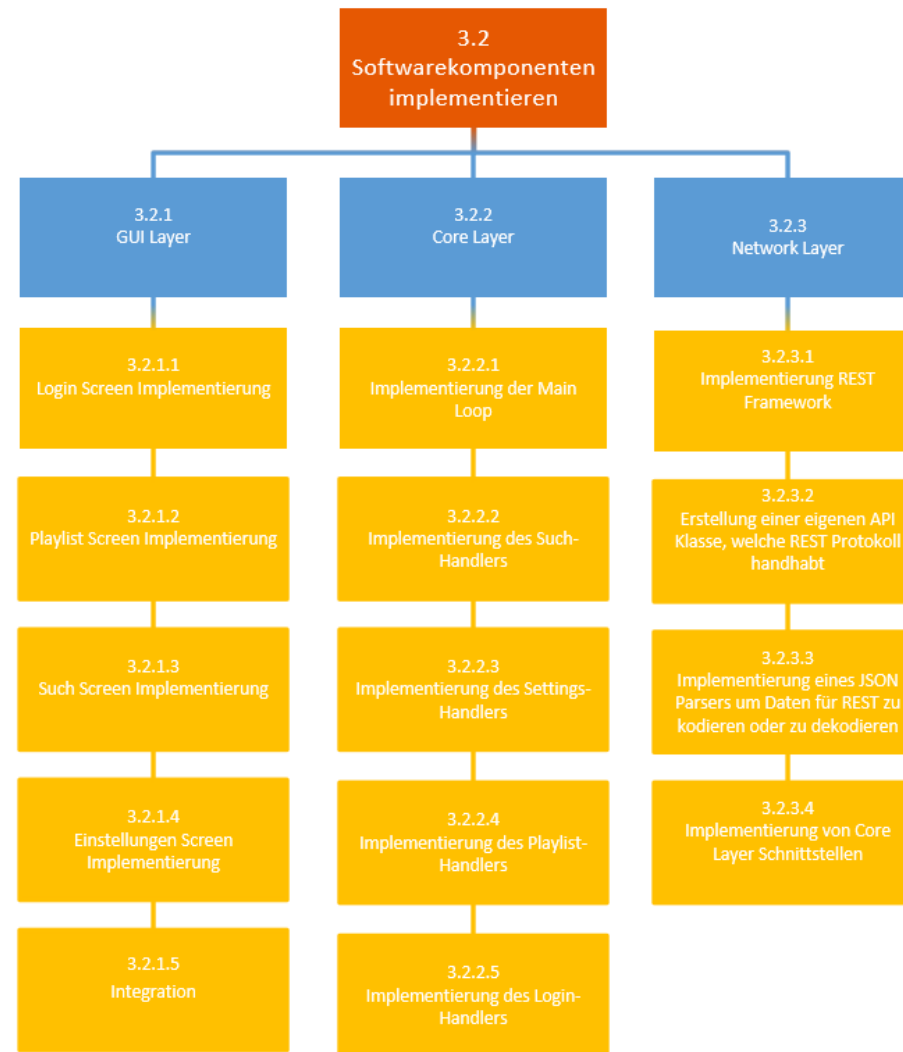 3.2
Softwarekomponenten
implementieren
3.2.1
GUI Layer
3.2.1.1
Login Screen Implementierung
3.2.1.2
Playlist Screen Implementierung
3.2.1.3
Such Screen Implementierung
3.2.1.4
Einstellungen Screen
Implementierung
3.2.1.5
Integration
3.2.2
Core Layer
3.2.2.1
Implementierung der Main
Loop
3.2.2.2
Implementierung des Such-
Handlers
3.2.2.3
Implementierung des Settings-
Handlers
3.2.2.4
Implementierung des Playlist-
Handlers
3.2.2.5
Implementierung des Login-
Handlers
3.2.3
Network Layer
3.2.3.1
Implementierung REST
Framework
3.2.3.2
Erstellung einer eigenen API
Klasse, welche REST Protokoll
handhabt
3.2.3.3
Implementierung eines JSON
Parsers um Daten für REST zu
kodieren oder zu dekodieren
3.2.3.4
Implementierung von Core
Layer Schnittstellen